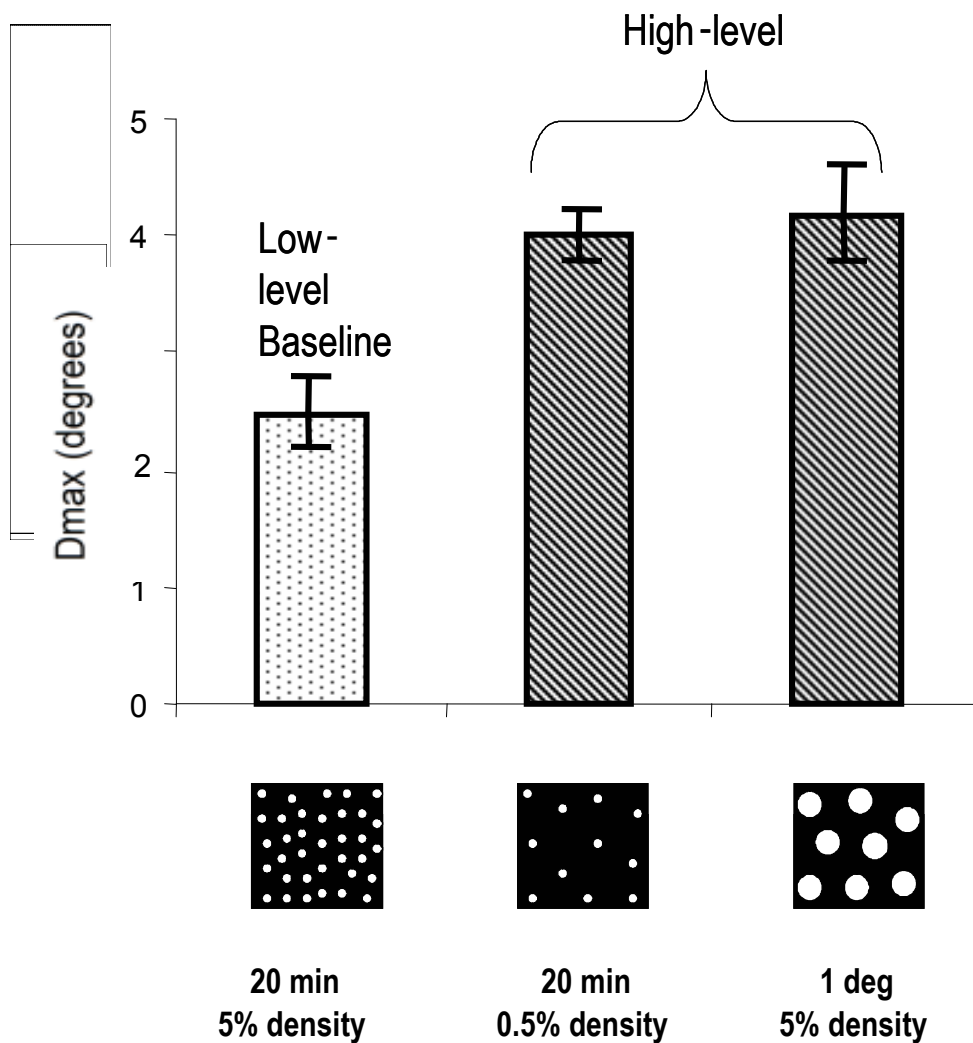 High-level
5
4
2
1
0
Dmax (degrees)
Low-
level
Baseline
20 min
5% density
20 min
0.5% density
1 deg
5% density